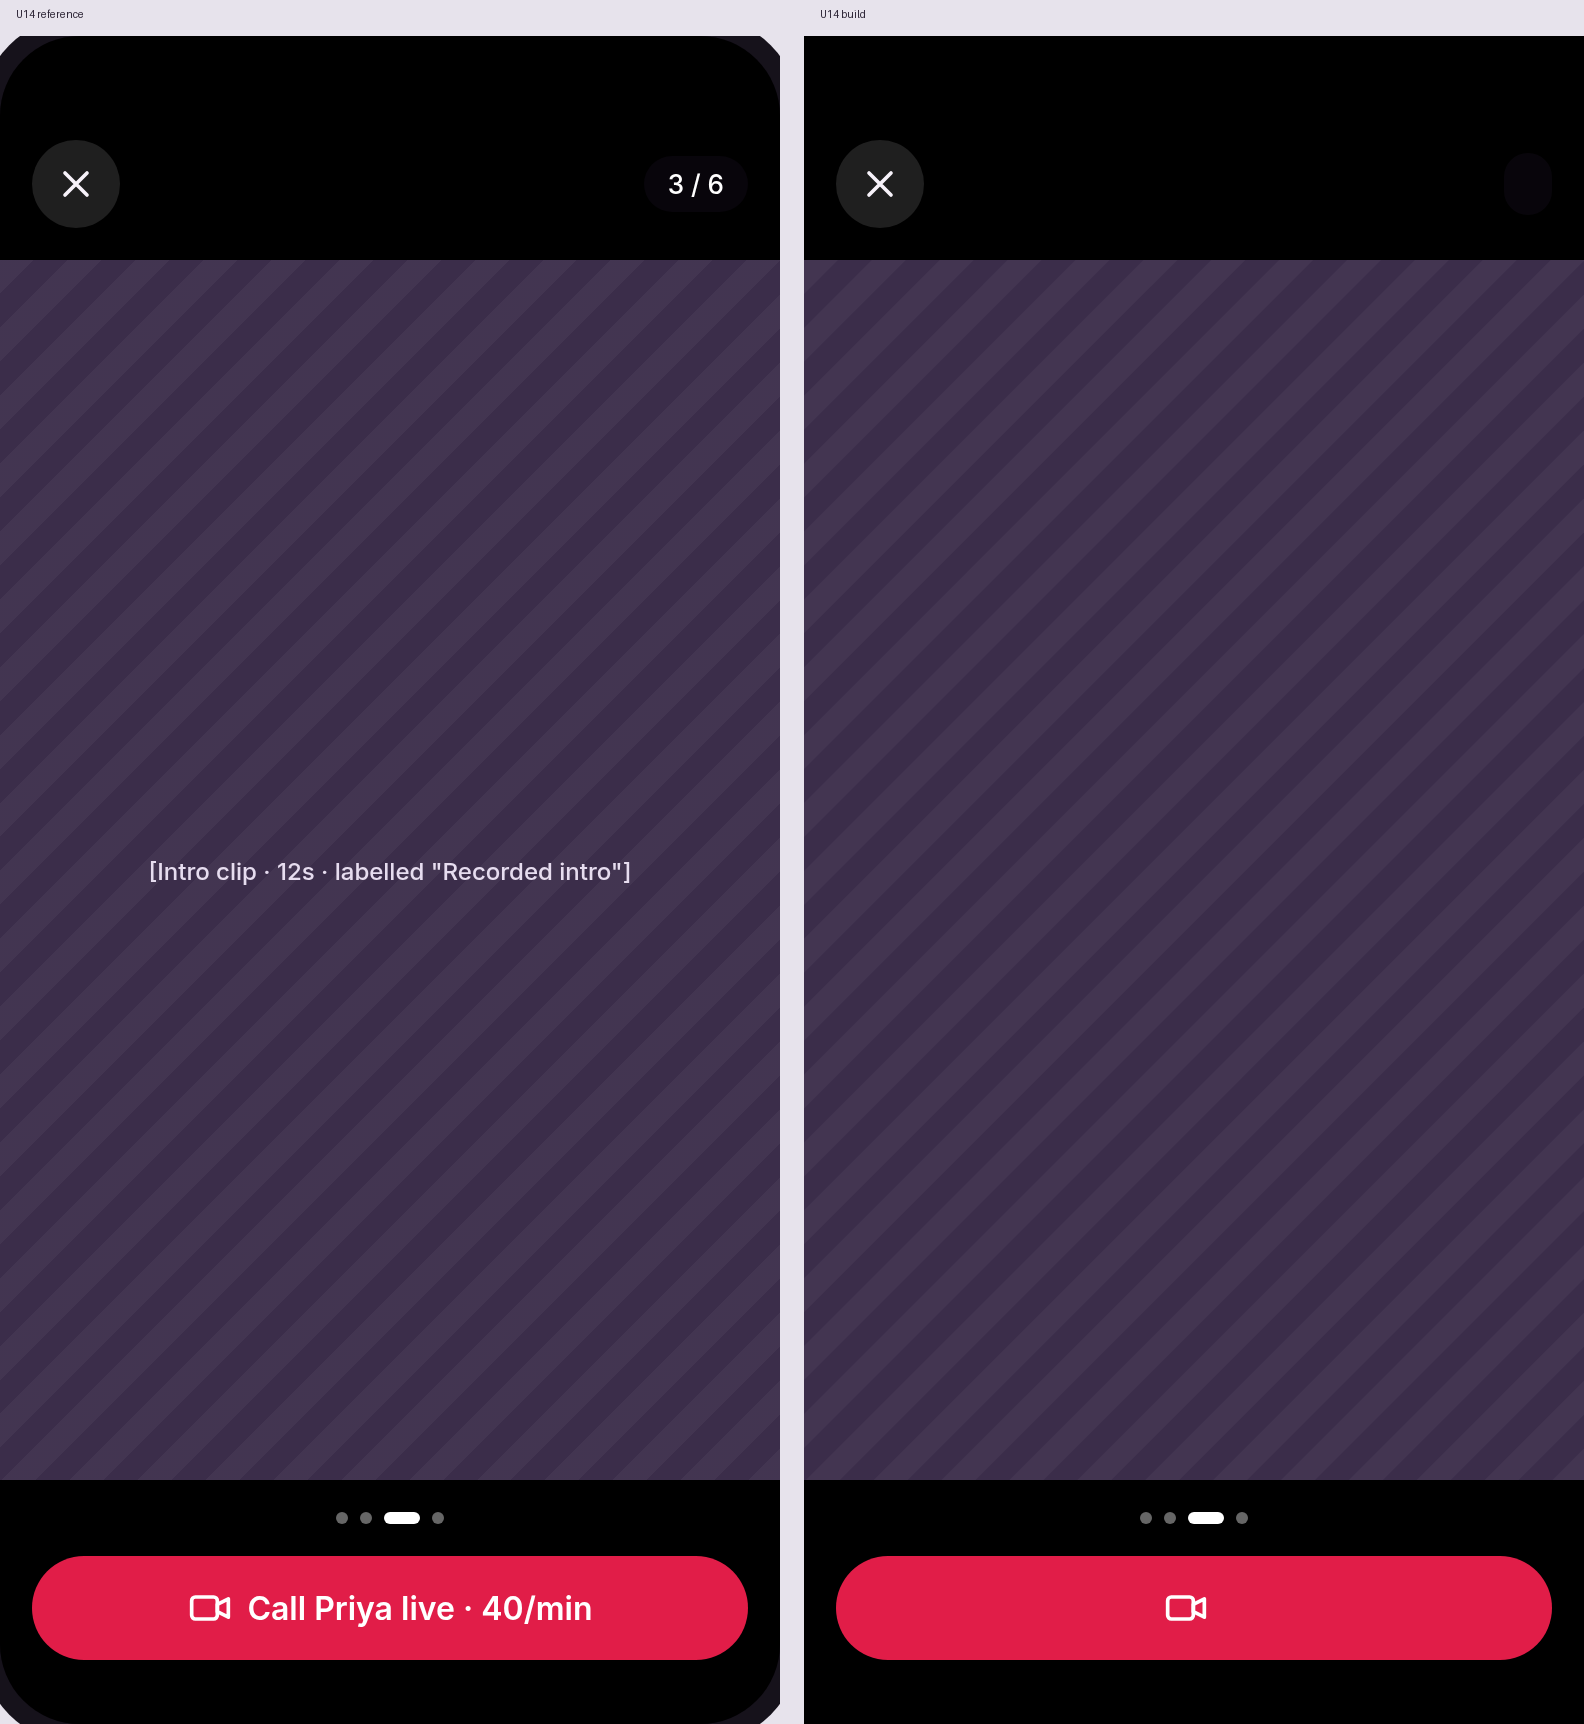 U14 reference
U14 build
3 / 6
[Intro clip · 12s · labelled "Recorded intro"]
Call Priya live · 40/min